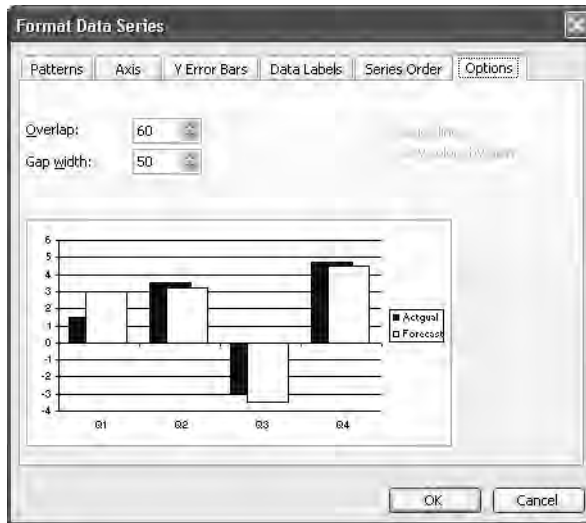 Format Data Series
Patterns Axis Y Error Bars Data Labels Series Order Options
Overlap: 60
Gap width: 50
6
5
4
3
2
1
0
-1
-2
-3
-4
Q1 Q2 Q3 Q4
Actgual
Forecast
OK Cancel